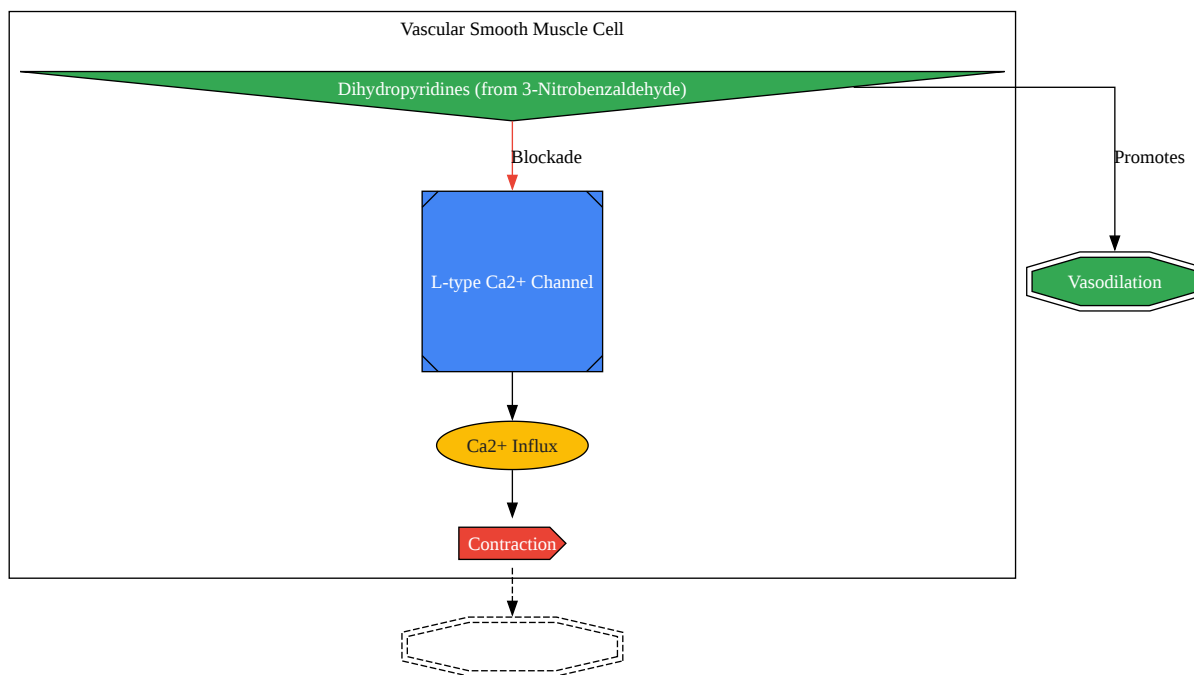 Vascular Smooth Muscle Cell
Dihydropyridines (from 3-Nitrobenzaldehyde)
Blockade
Promotes
L-type Ca2+ Channel
Vasodilation
Ca2+ Influx
Contraction